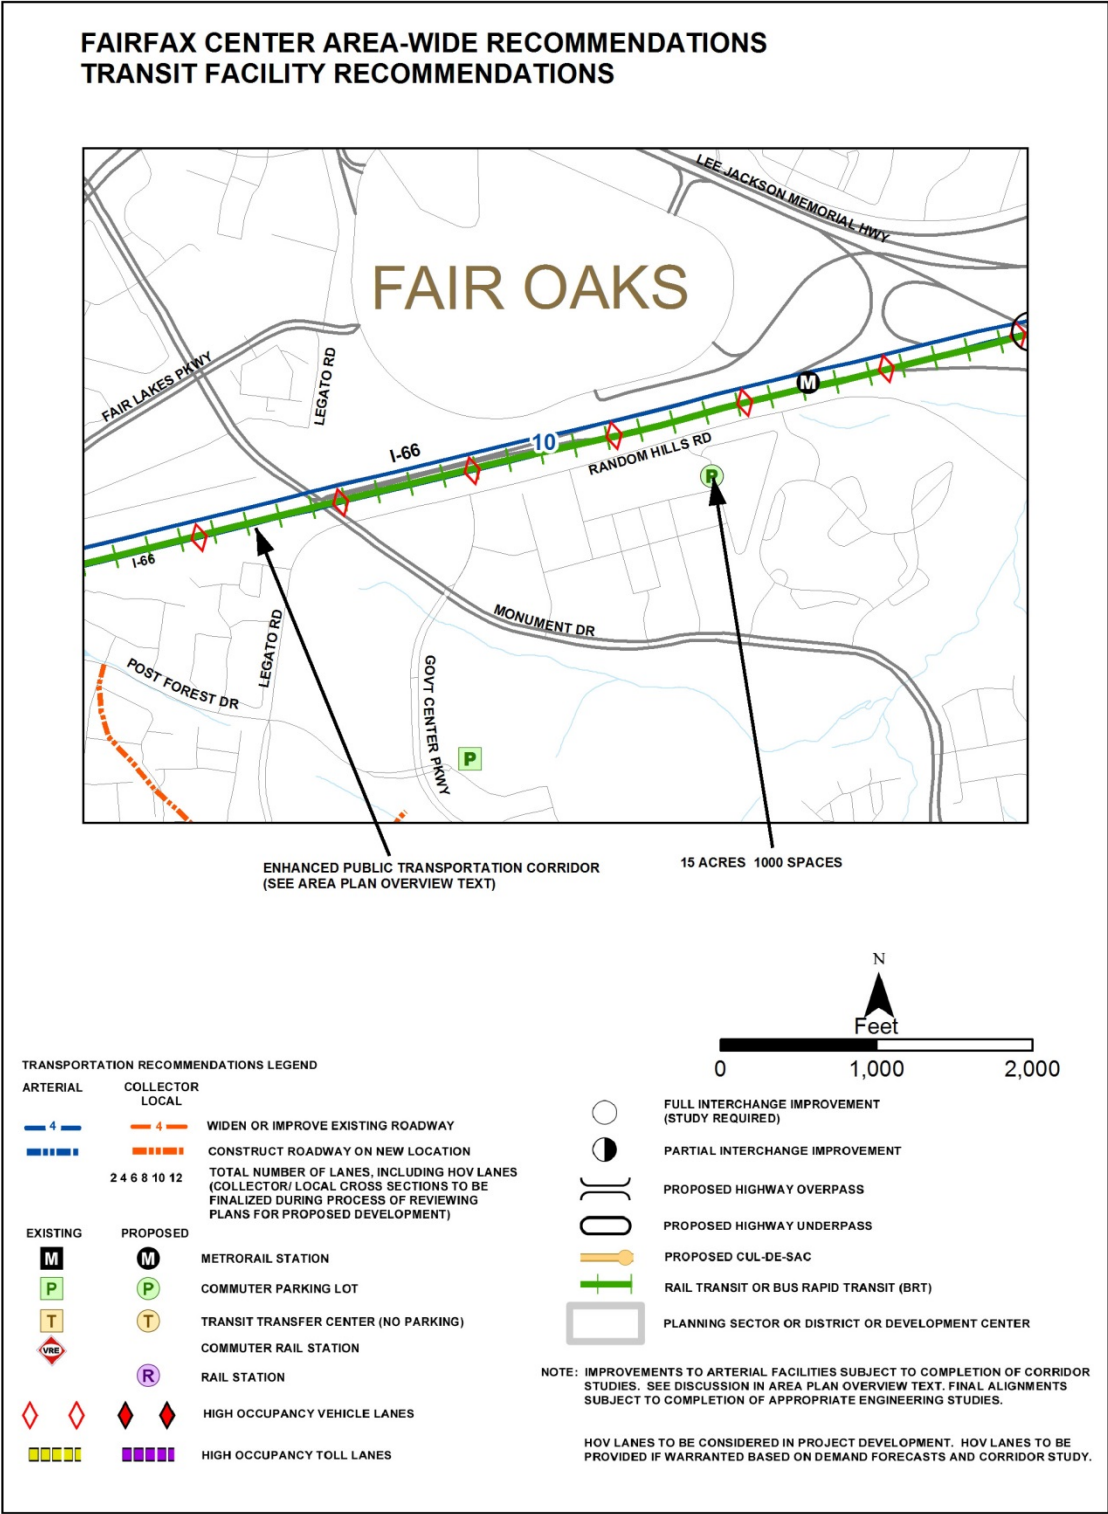 FAIRFAX CENTER AREA-WIDE RECOMMENDATIONS
TRANSIT FACILITY RECOMMENDATIONS
LEE JACKSON MEMORIAL HWY
FAIR OAKS
FAIR LAKES PKWY
LEGATO RD
I-66
10
RANDOM HILLS RD
M
P
I-66
MONUMENT DR
LEGATO RD
POST FOREST DR
GOVT CENTER PKWY
P
ENHANCED PUBLIC TRANSPORTATION CORRIDOR
(SEE AREA PLAN OVERVIEW TEXT)
15 ACRES 1000 SPACES
N
Feet
0 1,000 2,000
TRANSPORTATION RECOMMENDATIONS LEGEND
ARTERIAL COLLECTOR
LOCAL
4 4 WIDEN OR IMPROVE EXISTING ROADWAY
CONSTRUCT ROADWAY ON NEW LOCATION
2 4 6 8 10 12 TOTAL NUMBER OF LANES, INCLUDING HOV LANES
(COLLECTOR/ LOCAL CROSS SECTIONS TO BE
FINALIZED DURING PROCESS OF REVIEWING
PLANS FOR PROPOSED DEVELOPMENT)
EXISTING PROPOSED
M M METRORAIL STATION
P P COMMUTER PARKING LOT
T T TRANSIT TRANSFER CENTER (NO PARKING)
VRE COMMUTER RAIL STATION
R RAIL STATION
HIGH OCCUPANCY VEHICLE LANES
HIGH OCCUPANCY TOLL LANES
FULL INTERCHANGE IMPROVEMENT
(STUDY REQUIRED)
PARTIAL INTERCHANGE IMPROVEMENT
PROPOSED HIGHWAY OVERPASS
PROPOSED HIGHWAY UNDERPASS
PROPOSED CUL-DE-SAC
RAIL TRANSIT OR BUS RAPID TRANSIT (BRT)
PLANNING SECTOR OR DISTRICT OR DEVELOPMENT CENTER
NOTE: IMPROVEMENTS TO ARTERIAL FACILITIES SUBJECT TO COMPLETION OF CORRIDOR
STUDIES. SEE DISCUSSION IN AREA PLAN OVERVIEW TEXT. FINAL ALIGNMENTS
SUBJECT TO COMPLETION OF APPROPRIATE ENGINEERING STUDIES.
HOV LANES TO BE CONSIDERED IN PROJECT DEVELOPMENT. HOV LANES TO BE
PROVIDED IF WARRANTED BASED ON DEMAND FORECASTS AND CORRIDOR STUDY.